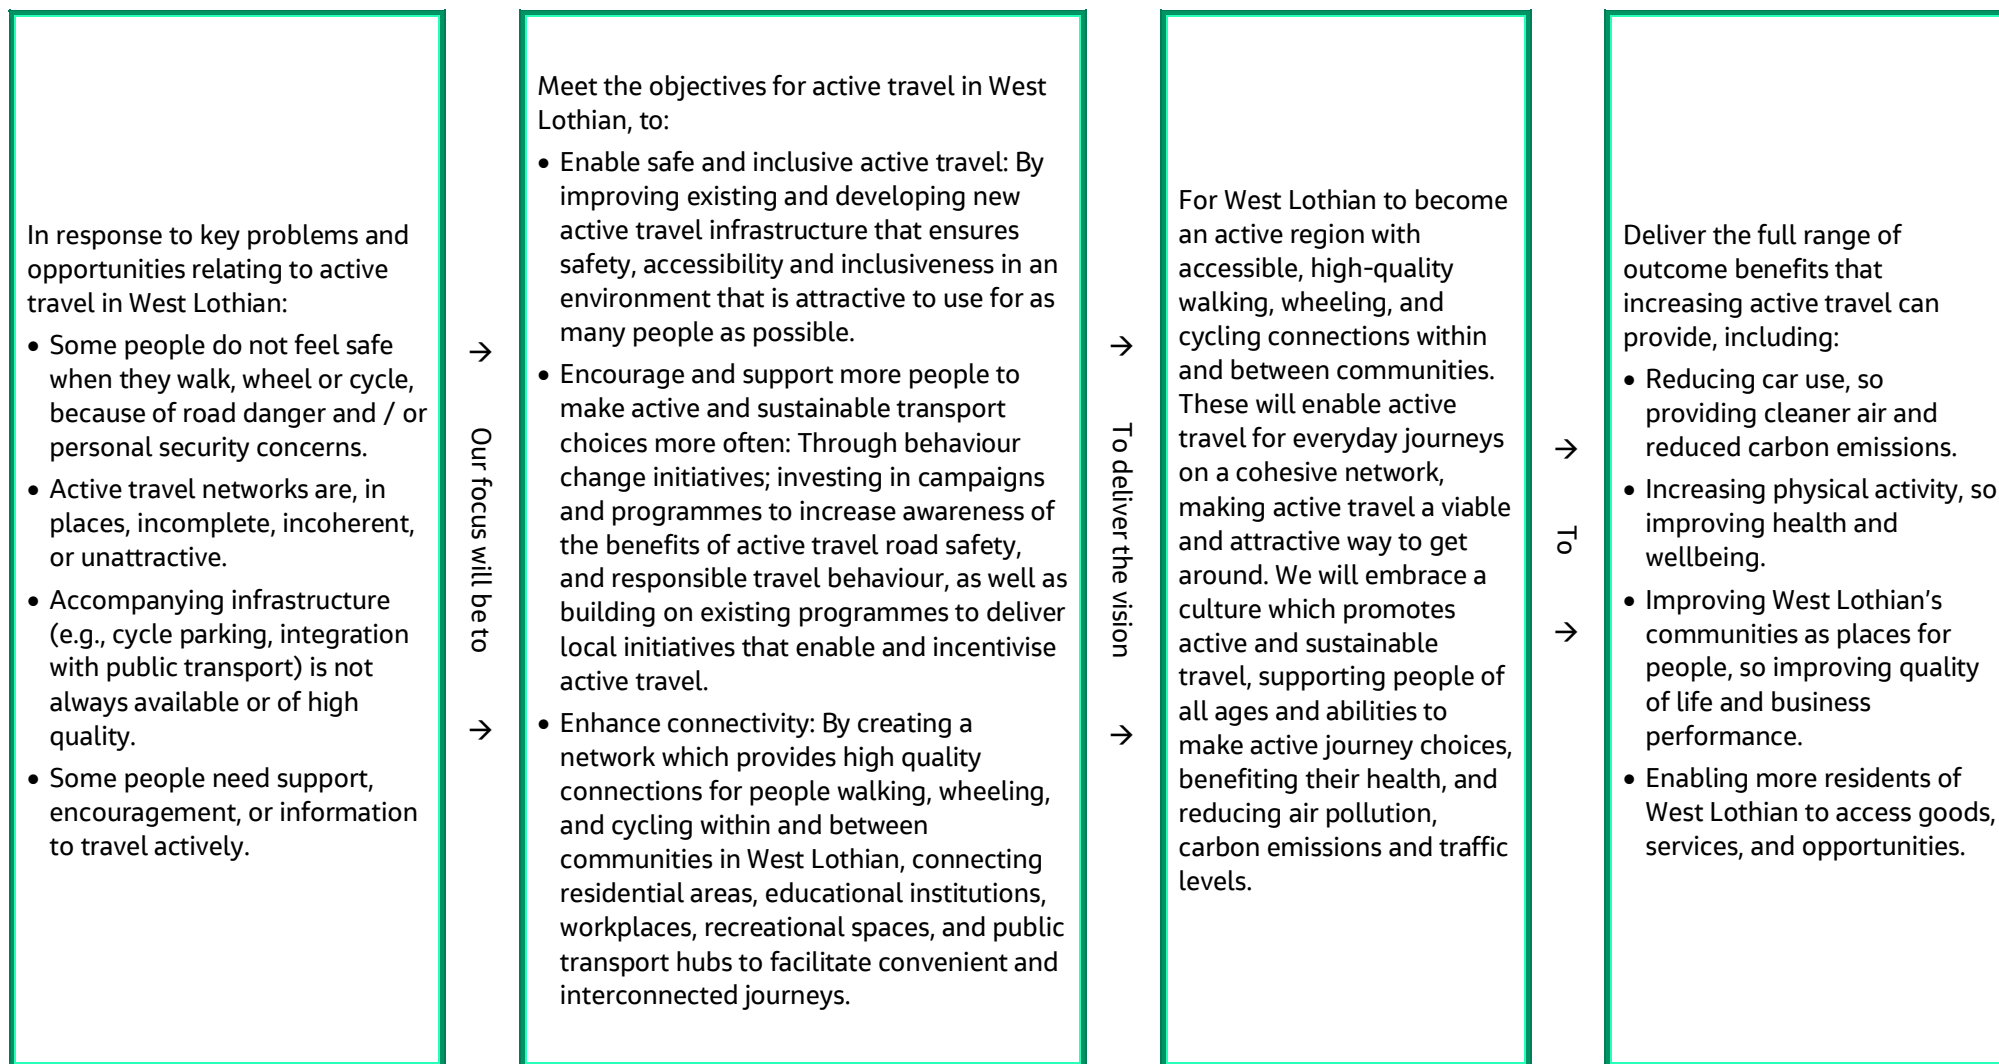 In response to key problems and
opportunities relating to active
travel in West Lothian:
• Some people do not feel safe
when they walk, wheel or cycle,
because of road danger and / or
personal security concerns.
• Active travel networks are, in
places, incomplete, incoherent,
or unattractive.
• Accompanying infrastructure
(e.g., cycle parking, integration
with public transport) is not
always available or of high
quality.
• Some people need support,
encouragement, or information
to travel actively.
→ Our focus will be to →
Meet the objectives for active travel in West
Lothian, to:
• Enable safe and inclusive active travel: By
improving existing and developing new
active travel infrastructure that ensures
safety, accessibility and inclusiveness in an
environment that is attractive to use for as
many people as possible.
• Encourage and support more people to
make active and sustainable transport
choices more often: Through behaviour
change initiatives; investing in campaigns
and programmes to increase awareness of
the benefits of active travel road safety,
and responsible travel behaviour, as well as
building on existing programmes to deliver
local initiatives that enable and incentivise
active travel.
• Enhance connectivity: By creating a
network which provides high quality
connections for people walking, wheeling,
and cycling within and between
communities in West Lothian, connecting
residential areas, educational institutions,
workplaces, recreational spaces, and public
transport hubs to facilitate convenient and
interconnected journeys.
→ To deliver the vision →
For West Lothian to become
an active region with
accessible, high-quality
walking, wheeling, and
cycling connections within
and between communities.
These will enable active
travel for everyday journeys
on a cohesive network,
making active travel a viable
and attractive way to get
around. We will embrace a
culture which promotes
active and sustainable
travel, supporting people of
all ages and abilities to
make active journey choices,
benefiting their health, and
reducing air pollution,
carbon emissions and traffic
levels.
→ To →
Deliver the full range of
outcome benefits that
increasing active travel can
provide, including:
• Reducing car use, so
providing cleaner air and
reduced carbon emissions.
• Increasing physical activity, so
improving health and
wellbeing.
• Improving West Lothian's
communities as places for
people, so improving quality
of life and business
performance.
• Enabling more residents of
West Lothian to access goods,
services, and opportunities.